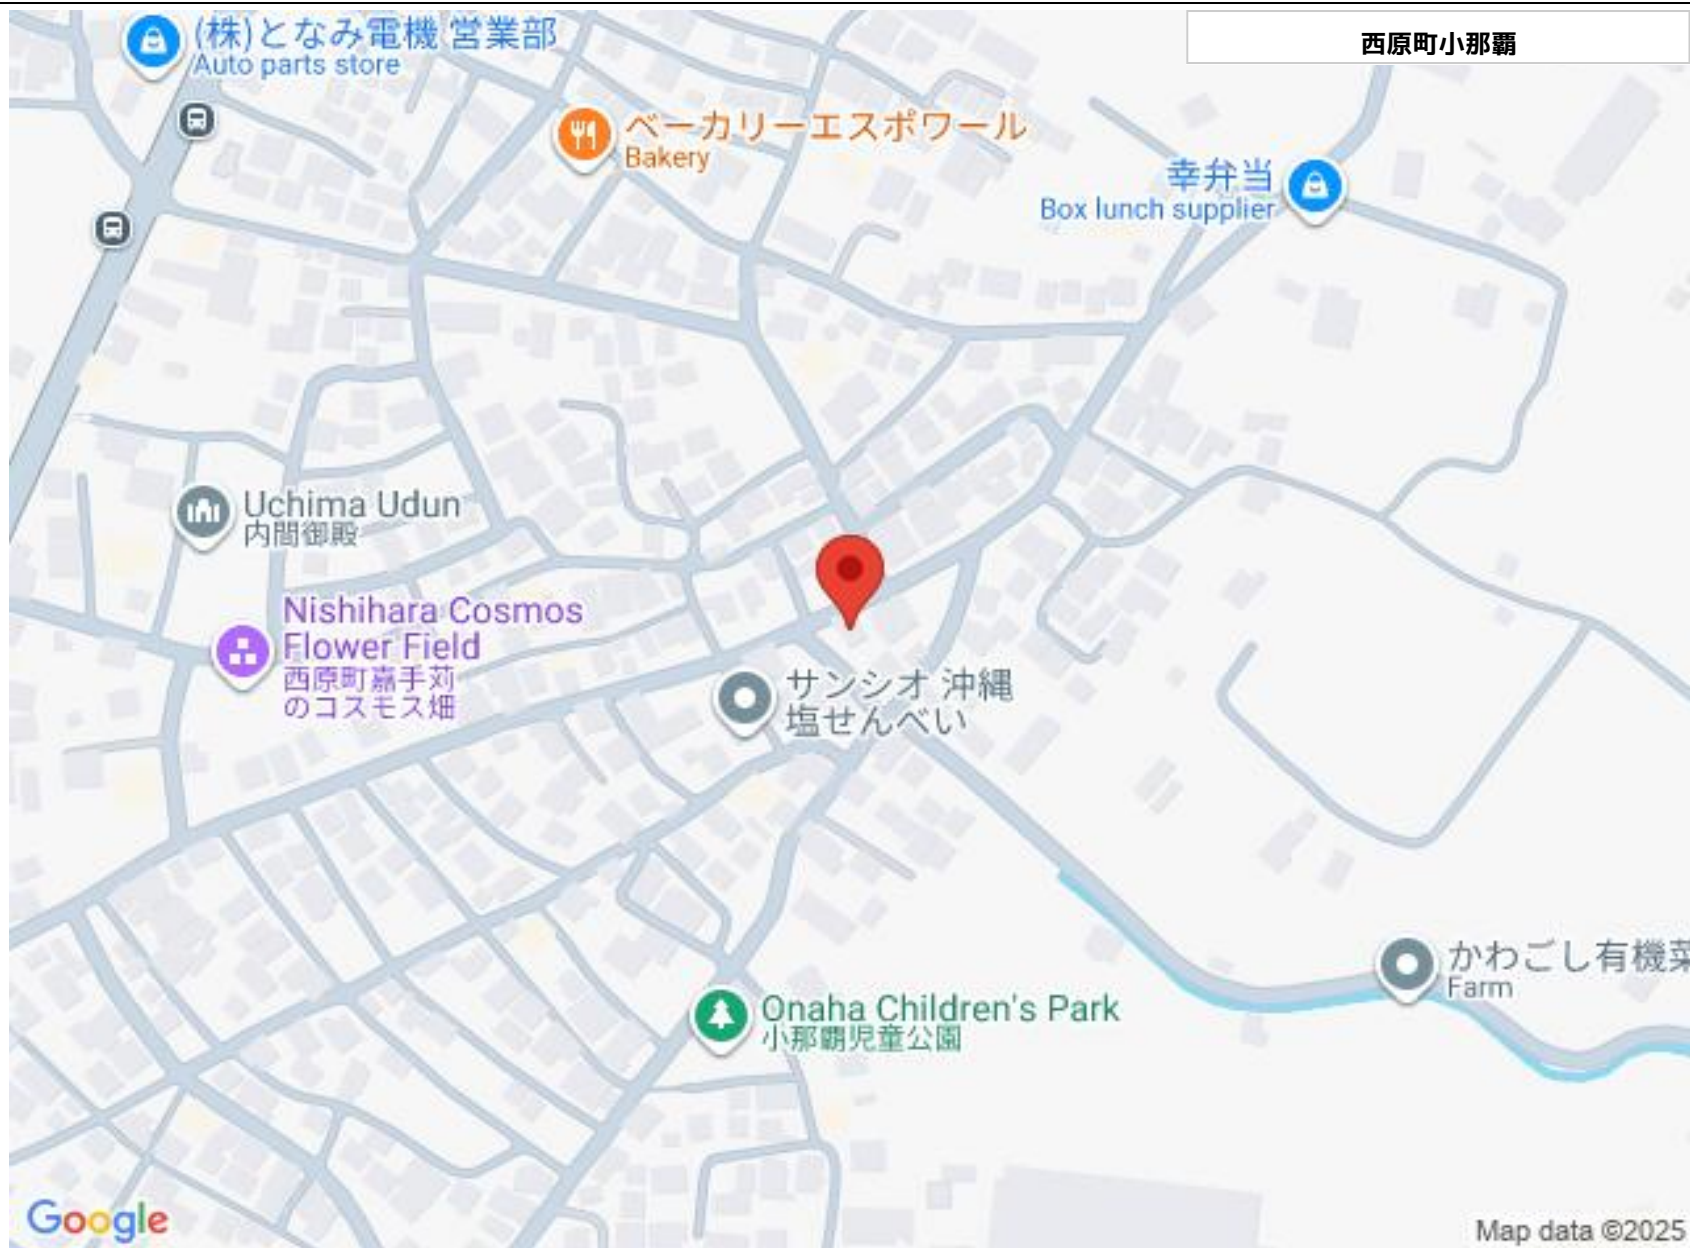 (株)となみ電機 営業部
Auto parts store
西原町小那覇
ベーカリーエスポワール
Bakery
幸弁当
Box lunch supplier
Uchima Udun
内間御殿
Nishihara Cosmos
Flower Field
西原町嘉手苅
のコスモス畑
サンシオ 沖縄
塩せんべい
かわごし有機菜
Farm
Onaha Children's Park
小那覇児童公園
Google
Map data ©2025